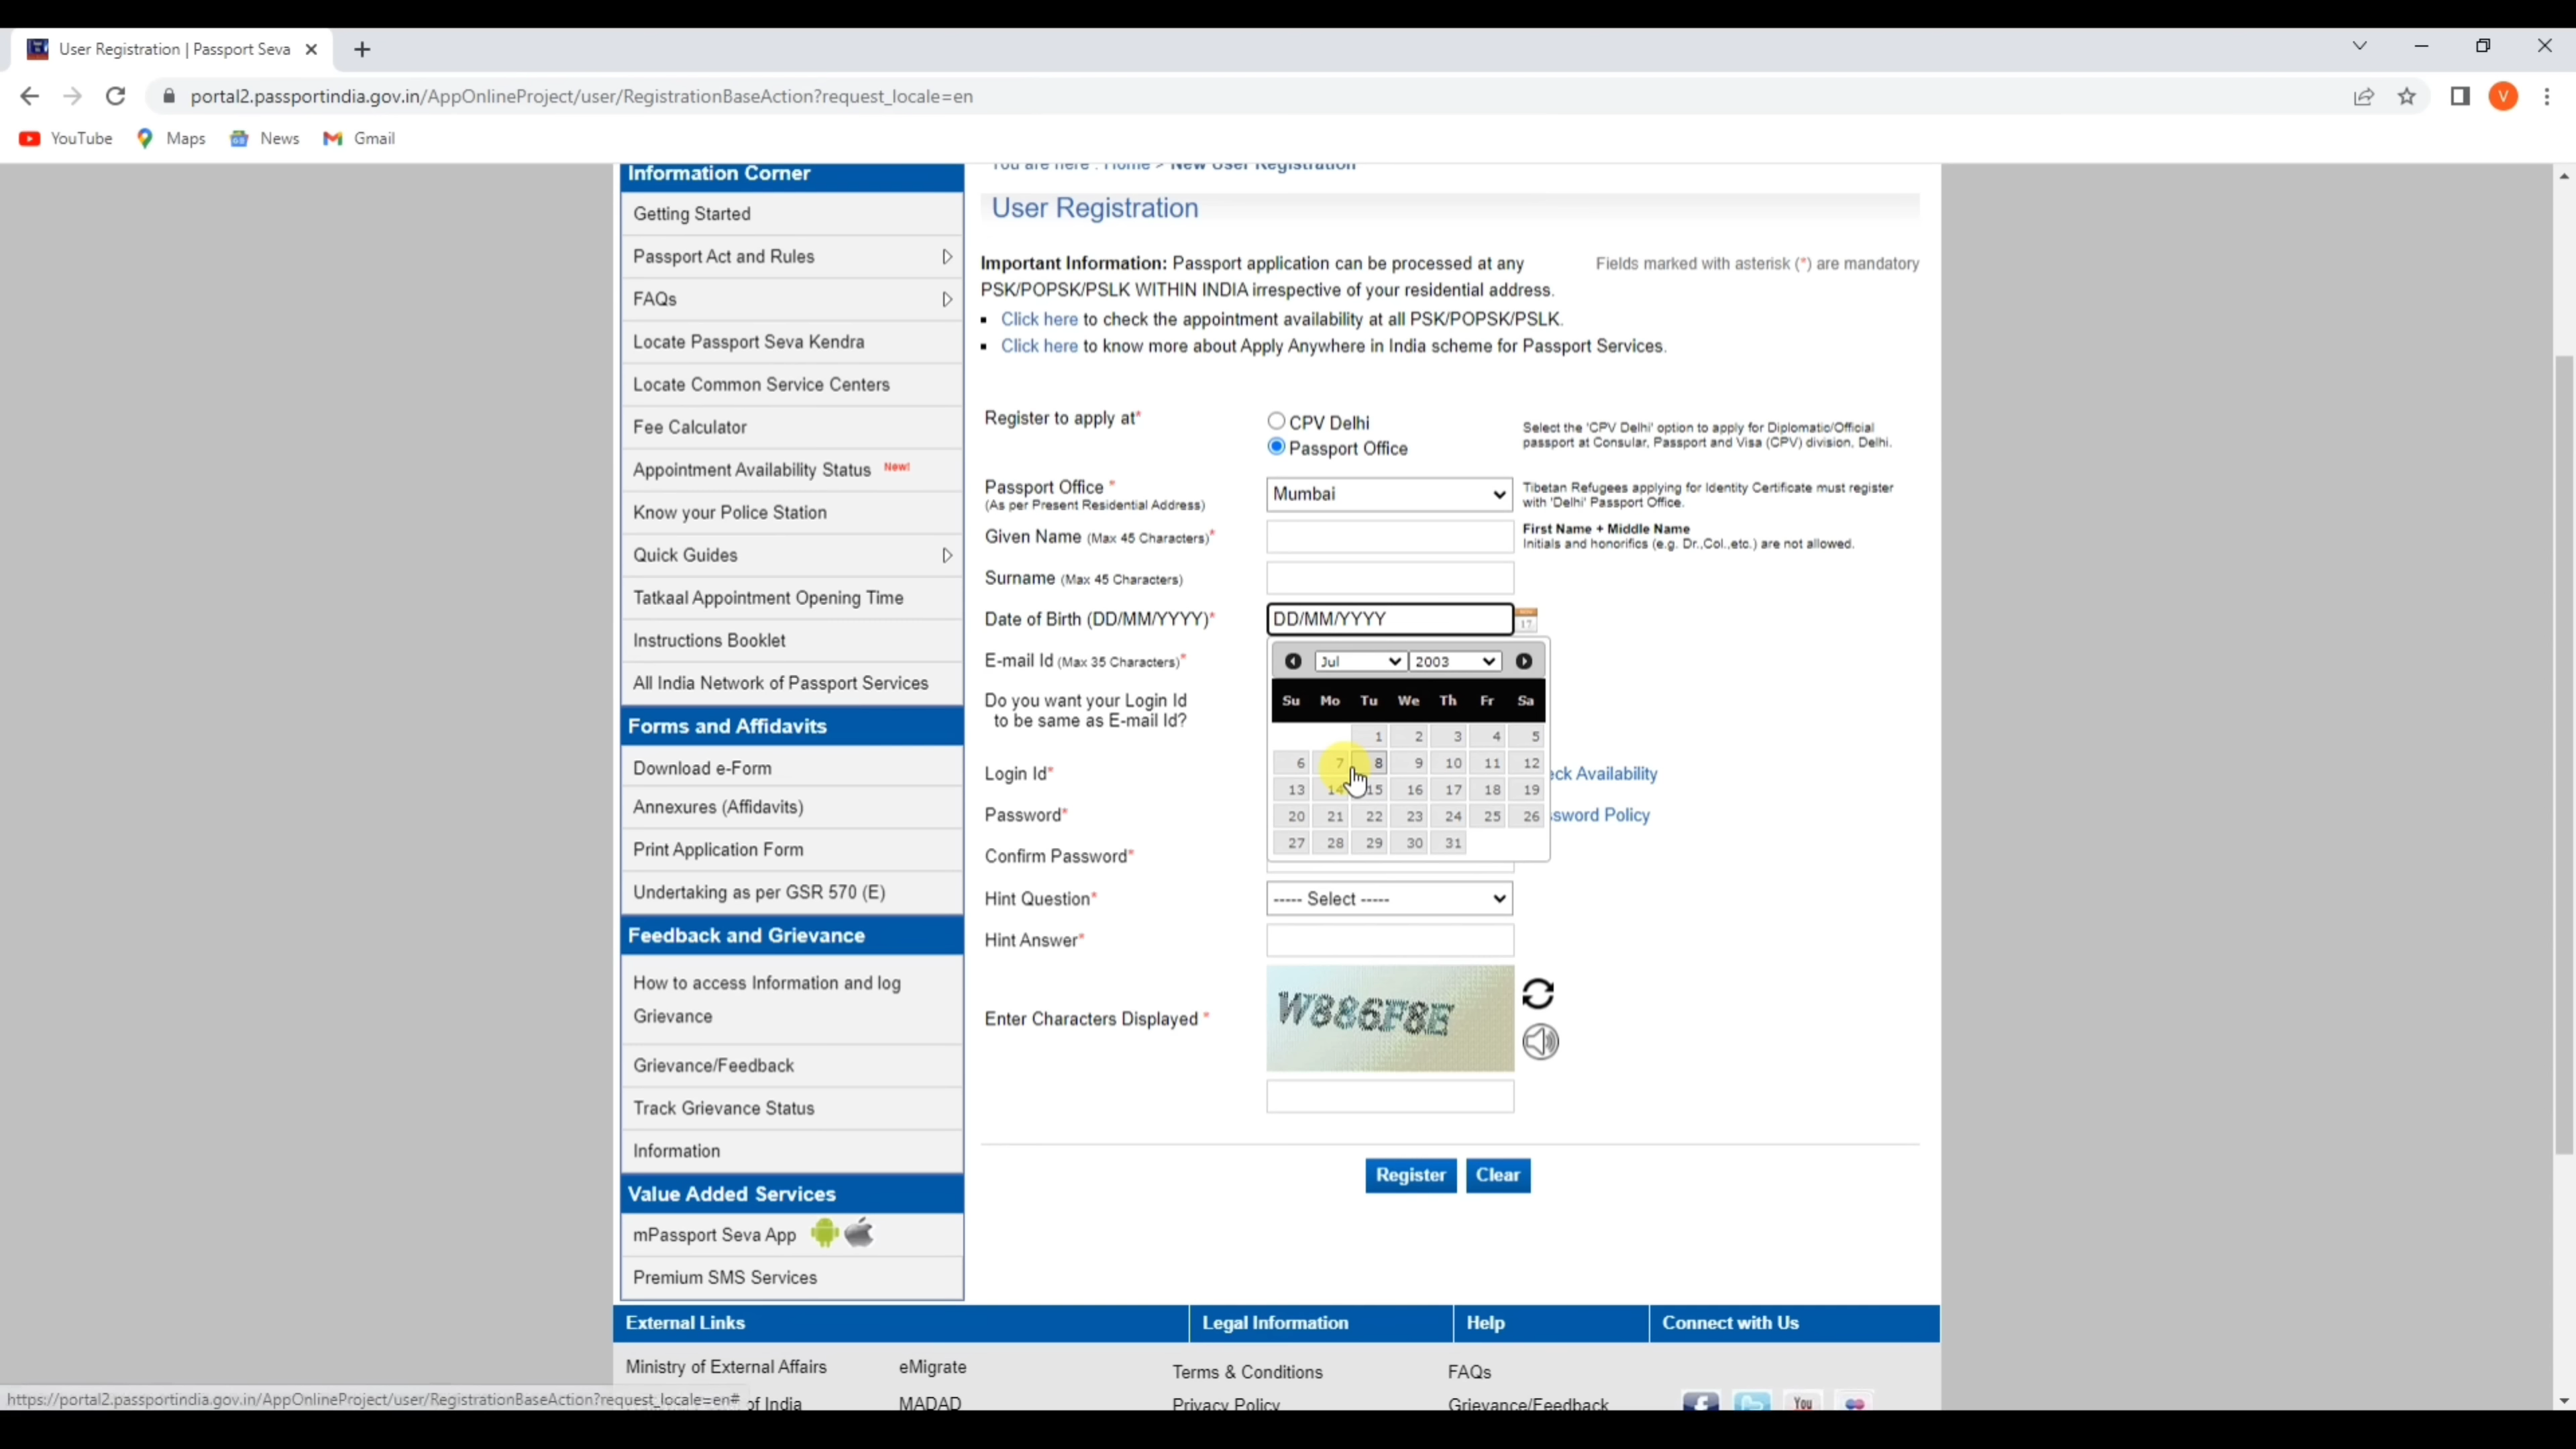 User Registration | Passport Seva
portal2.passportindia.gov.in/AppOnlineProject/user/RegistrationBaseAction?request_locale=en
V
YouTube Maps News Gmail
Information Corner
Getting Started
Passport Act and Rules
FAQs
Locate Passport Seva Kendra
Locate Common Service Centers
Fee Calculator
Appointment Availability Status New!
Know your Police Station
Quick Guides
Tatkaal Appointment Opening Time
Instructions Booklet
All India Network of Passport Services
Forms and Affidavits
Download e-Form
Annexures (Affidavits)
Print Application Form
Undertaking as per GSR 570 (E)
Feedback and Grievance
How to access Information and log
Grievance
Grievance/Feedback
Track Grievance Status
Information
Value Added Services
mPassport Seva App
Premium SMS Services
You are here : Home > New User Registration
User Registration
Important Information: Passport application can be processed at any
PSK/POPSK/PSLK WITHIN INDIA irrespective of your residential address.
Fields marked with asterisk (*) are mandatory
Click here to check the appointment availability at all PSK/POPSK/PSLK.
Click here to know more about Apply Anywhere in India scheme for Passport Services.
Register to apply at*
CPV Delhi
Passport Office
Select the 'CPV Delhi' option to apply for Diplomatic/Official
passport at Consular, Passport and Visa (CPV) division, Delhi.
Passport Office *
(As per Present Residential Address)
Mumbai
Tibetan Refugees applying for Identity Certificate must register
with 'Delhi' Passport Office.
Given Name (Max 45 Characters)*
First Name + Middle Name
Initials and honorifics (e.g. Dr.,Col.,etc.) are not allowed.
Surname (Max 45 Characters)
Date of Birth (DD/MM/YYYY)*
DD/MM/YYYY
17
Jul 2003
Su Mo Tu We Th Fr Sa
1 2 3 4 5
6 7 8 9 10 11 12
13 14 15 16 17 18 19
20 21 22 23 24 25 26
27 28 29 30 31
E-mail Id (Max 35 Characters)*
Do you want your Login Id
to be same as E-mail Id?
Login Id*
eck Availability
Password*
sword Policy
Confirm Password*
Hint Question*
----- Select -----
Hint Answer*
Enter Characters Displayed *
W886F8E
Register Clear
External Links Legal Information Help Connect with Us
Ministry of External Affairs eMigrate Terms & Conditions FAQs
of India MADAD Privacy Policy Grievance/Feedback
You
https://portal2.passportindia.gov.in/AppOnlineProject/user/RegistrationBaseAction?request_locale=en#